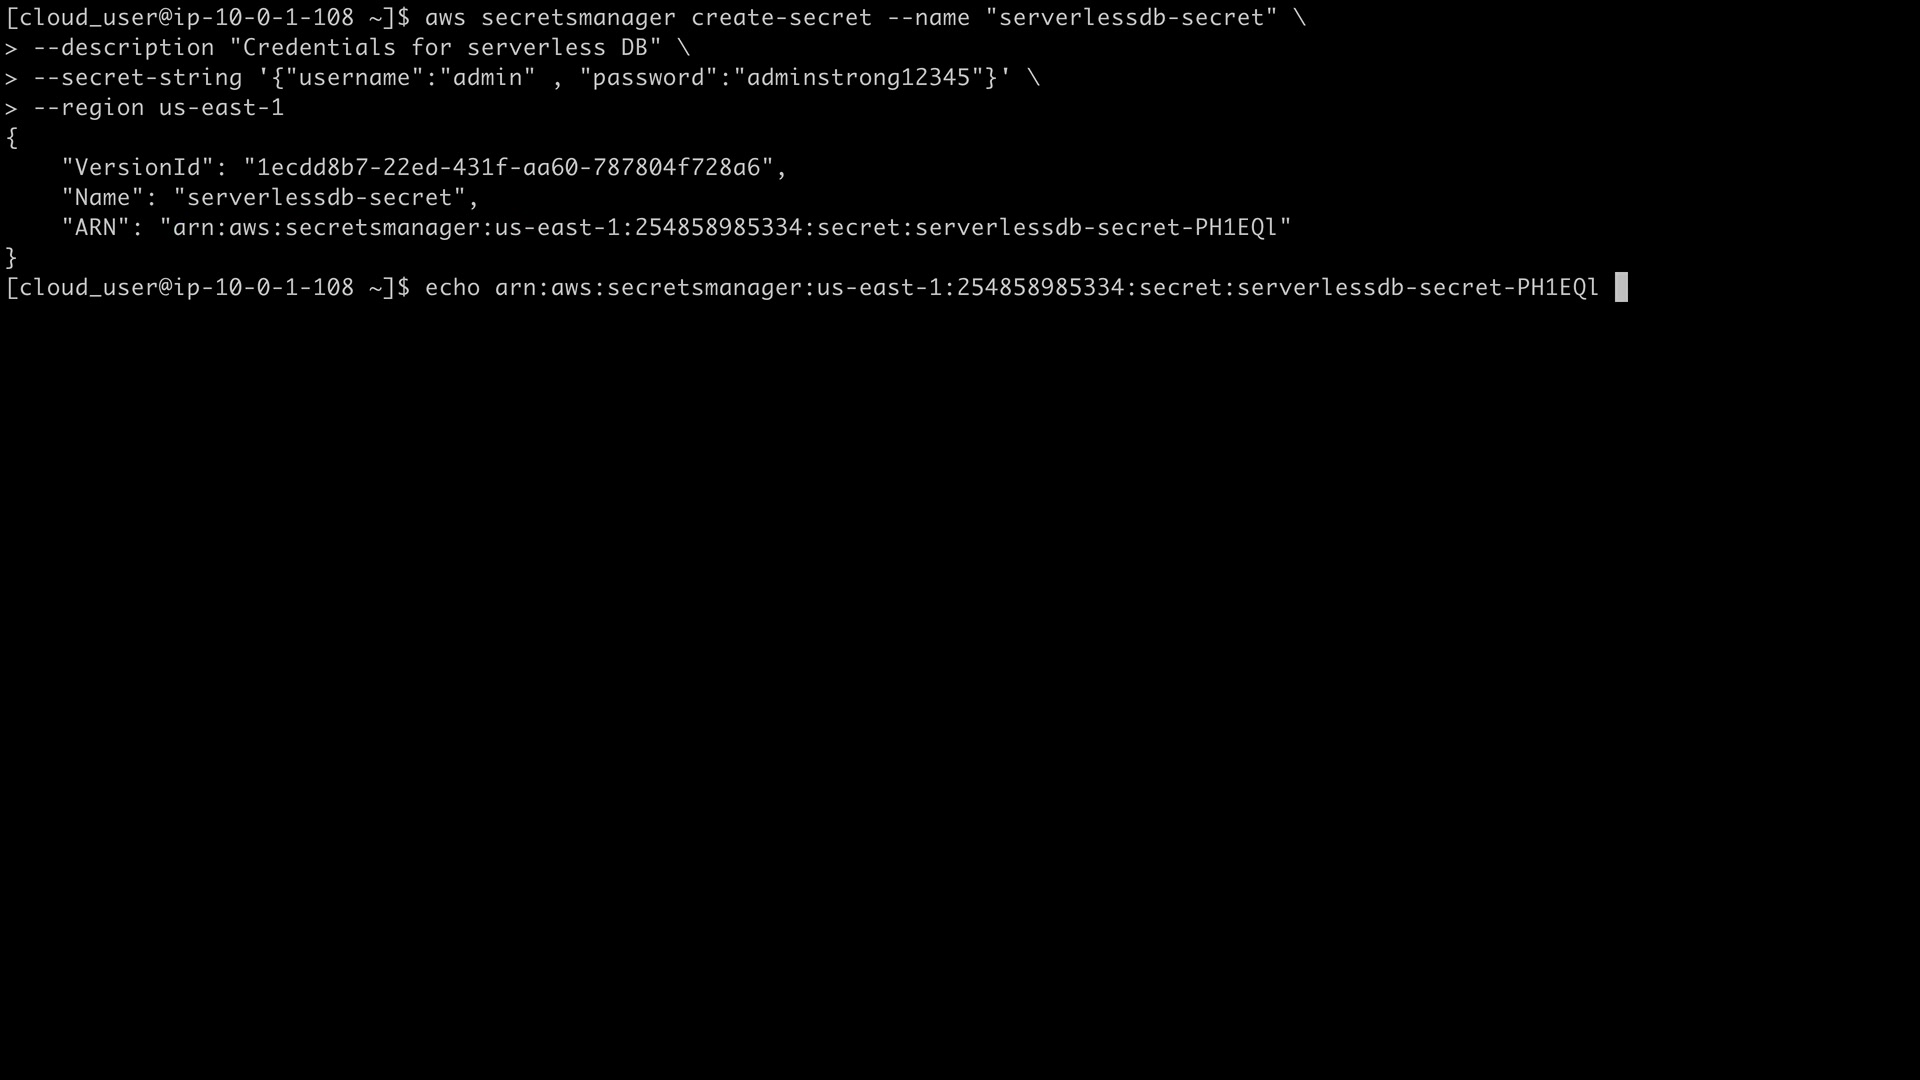 [cloud_user@ip-10-0-1-108 ~]$ aws secretsmanager create-secret --name "serverlessdb-secret" \
> --description "Credentials for serverless DB" \
> --secret-string '{"username":"admin" , "password":"adminstrong12345"}' \
> --region us-east-1
{
    "VersionId": "1ecdd8b7-22ed-431f-aa60-787804f728a6",
    "Name": "serverlessdb-secret",
    "ARN": "arn:aws:secretsmanager:us-east-1:254858985334:secret:serverlessdb-secret-PH1EQl"
}
[cloud_user@ip-10-0-1-108 ~]$ echo arn:aws:secretsmanager:us-east-1:254858985334:secret:serverlessdb-secret-PH1EQl